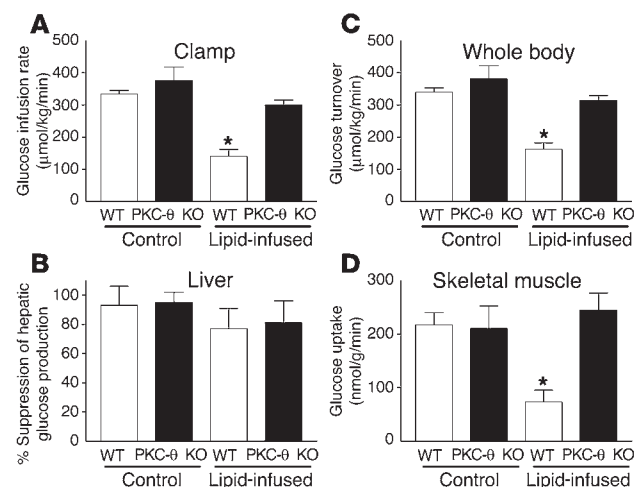 A
Clamp
Glucose infusion rate
(μmol/kg/min)
500
400
300
200
100
0
*
WT PKC-θ KO WT PKC-θ KO
Control Lipid-infused
C
Whole body
Glucose turnover
(μmol/kg/min)
500
400
300
200
100
0
*
WT PKC-θ KO WT PKC-θ KO
Control Lipid-infused
B
Liver
% Suppression of hepatic
glucose production
100
80
60
40
20
0
WT PKC-θ KO WT PKC-θ KO
Control Lipid-infused
D
Skeletal muscle
Glucose uptake
(nmol/g/min)
300
200
100
0
*
WT PKC-θ KO WT PKC-θ KO
Control Lipid-infused